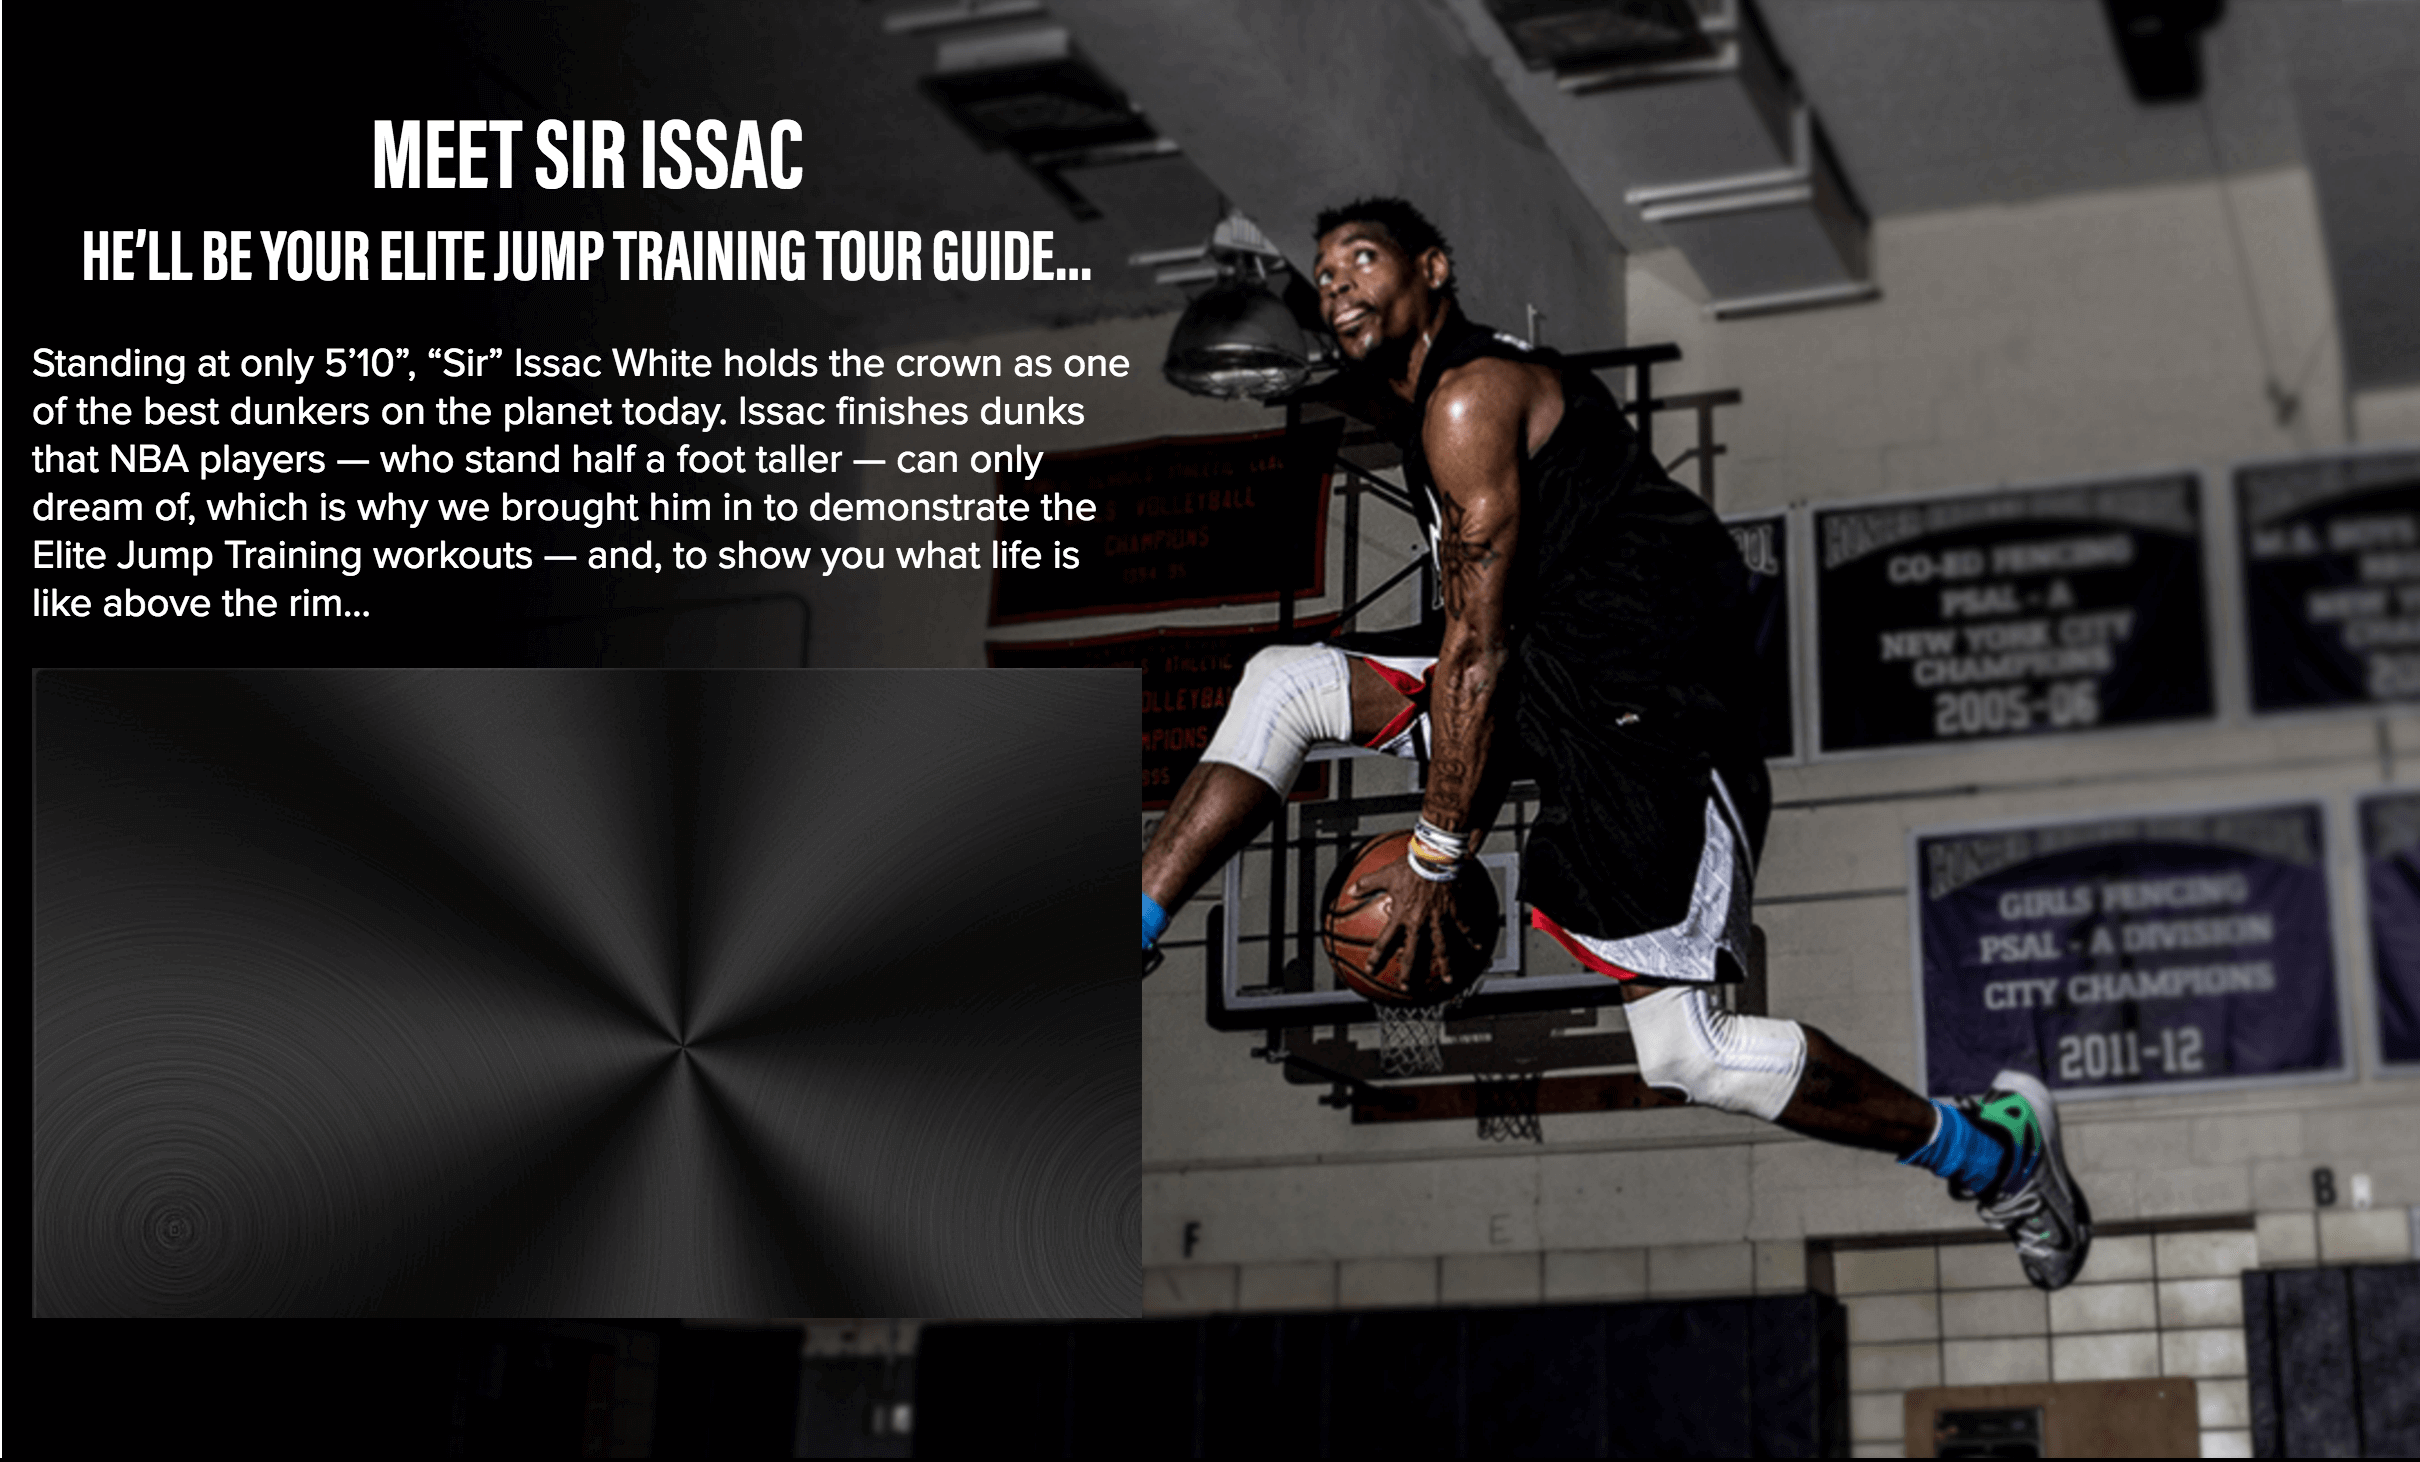 MEET SIR ISSAC
HE’LL BE YOUR ELITE JUMP TRAINING TOUR GUIDE...
Standing at only 5’10”, “Sir” Issac White holds the crown as one
of the best dunkers on the planet today. Issac finishes dunks
that NBA players — who stand half a foot taller — can only
dream of, which is why we brought him in to demonstrate the
Elite Jump Training workouts — and, to show you what life is
like above the rim...
VOLLEYBALL
CHAMPIONS
CO-ED FENCING
PSAL - A
NEW YORK CITY
CHAMPIONS
2005-06
GIRLS FENCING
PSAL - A DIVISION
CITY CHAMPIONS
2011-12
F
E
B